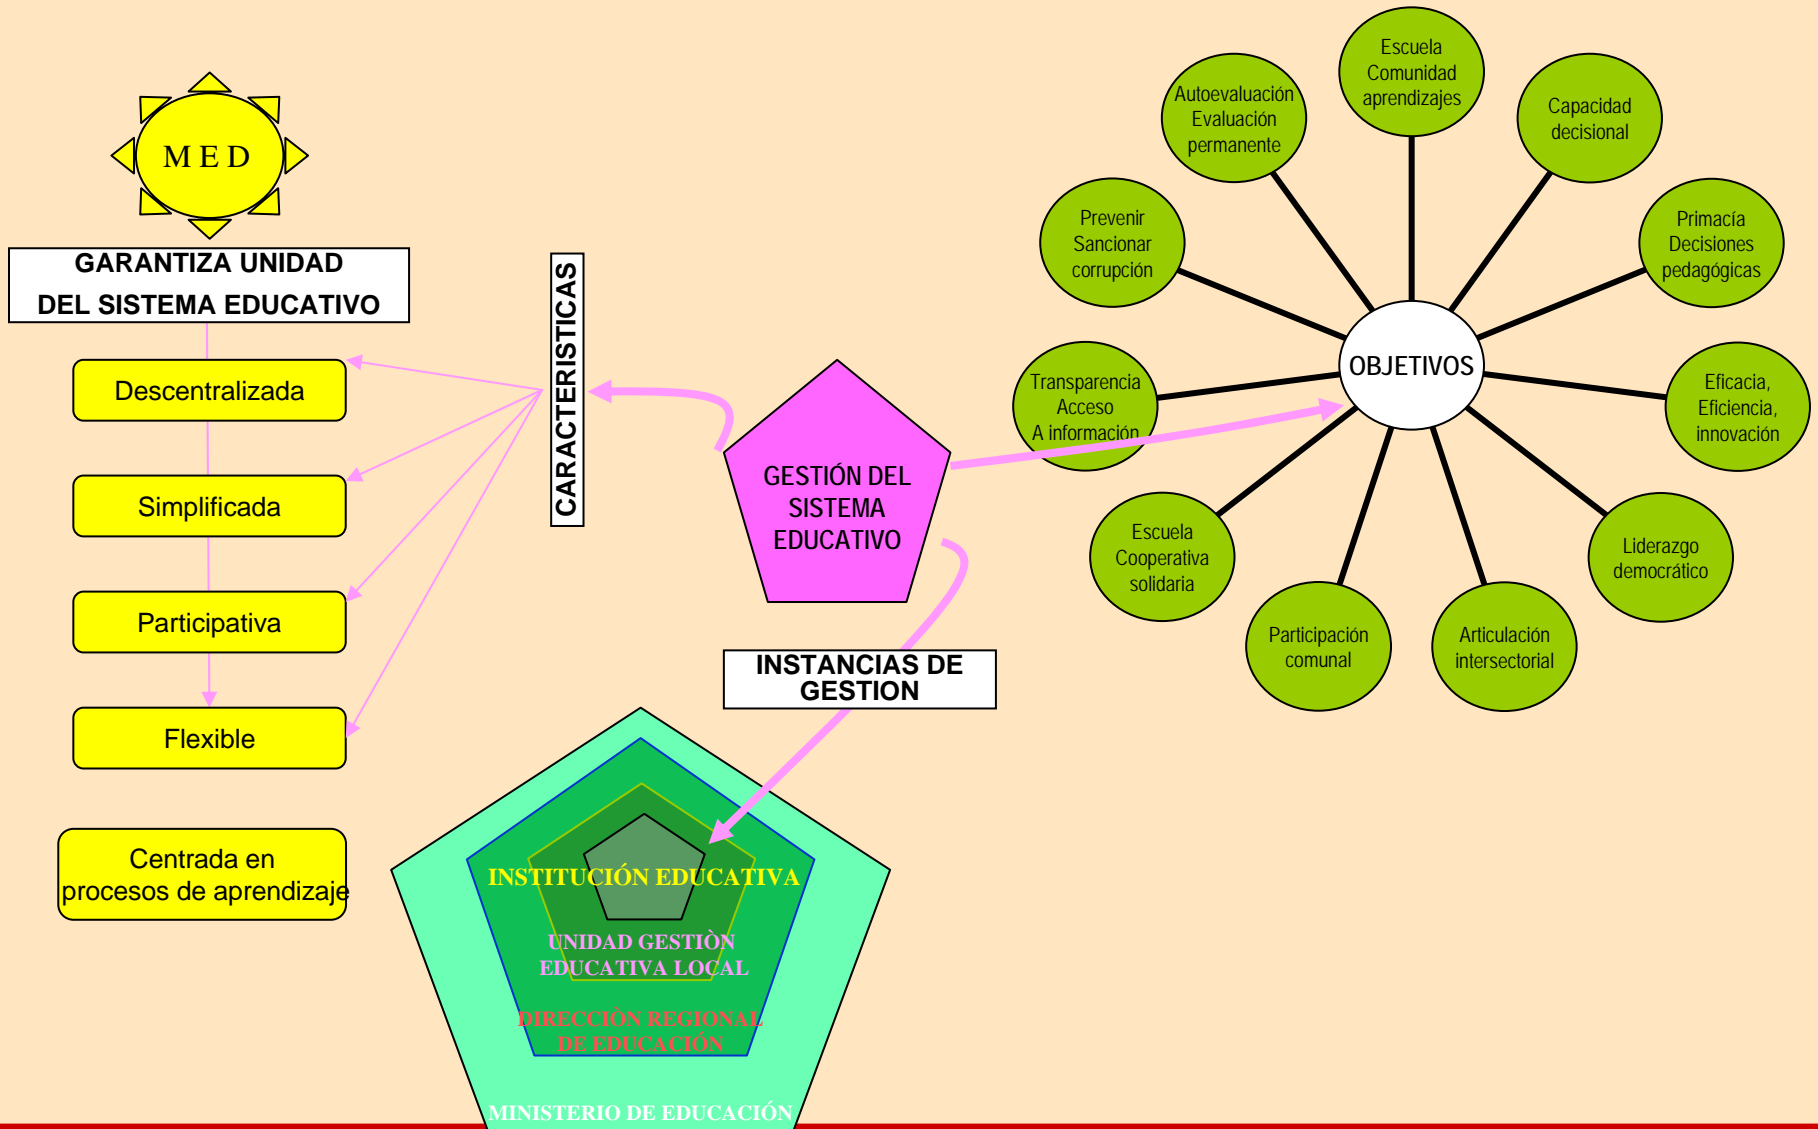 M E D
GARANTIZA UNIDAD
DEL SISTEMA EDUCATIVO
Descentralizada
Simplificada
Participativa
Flexible
Centrada en
procesos de aprendizaje
CARACTERISTICAS
GESTIÓN DEL
SISTEMA
EDUCATIVO
INSTANCIAS DE
GESTION
INSTITUCIÓN EDUCATIVA
UNIDAD GESTIÒN
EDUCATIVA LOCAL
DIRECCIÒN REGIONAL
DE EDUCACIÓN
MINISTERIO DE EDUCACIÓN
OBJETIVOS
Escuela
Comunidad
aprendizajes
Capacidad
decisional
Primacía
Decisiones
pedagógicas
Eficacia,
Eficiencia,
innovación
Liderazgo
democrático
Articulación
intersectorial
Participación
comunal
Escuela
Cooperativa
solidaria
Transparencia
Acceso
A información
Prevenir
Sancionar
corrupción
Autoevaluación
Evaluación
permanente